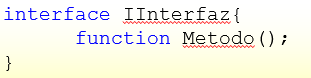 interface IInterfaz{
function Metodo();
}